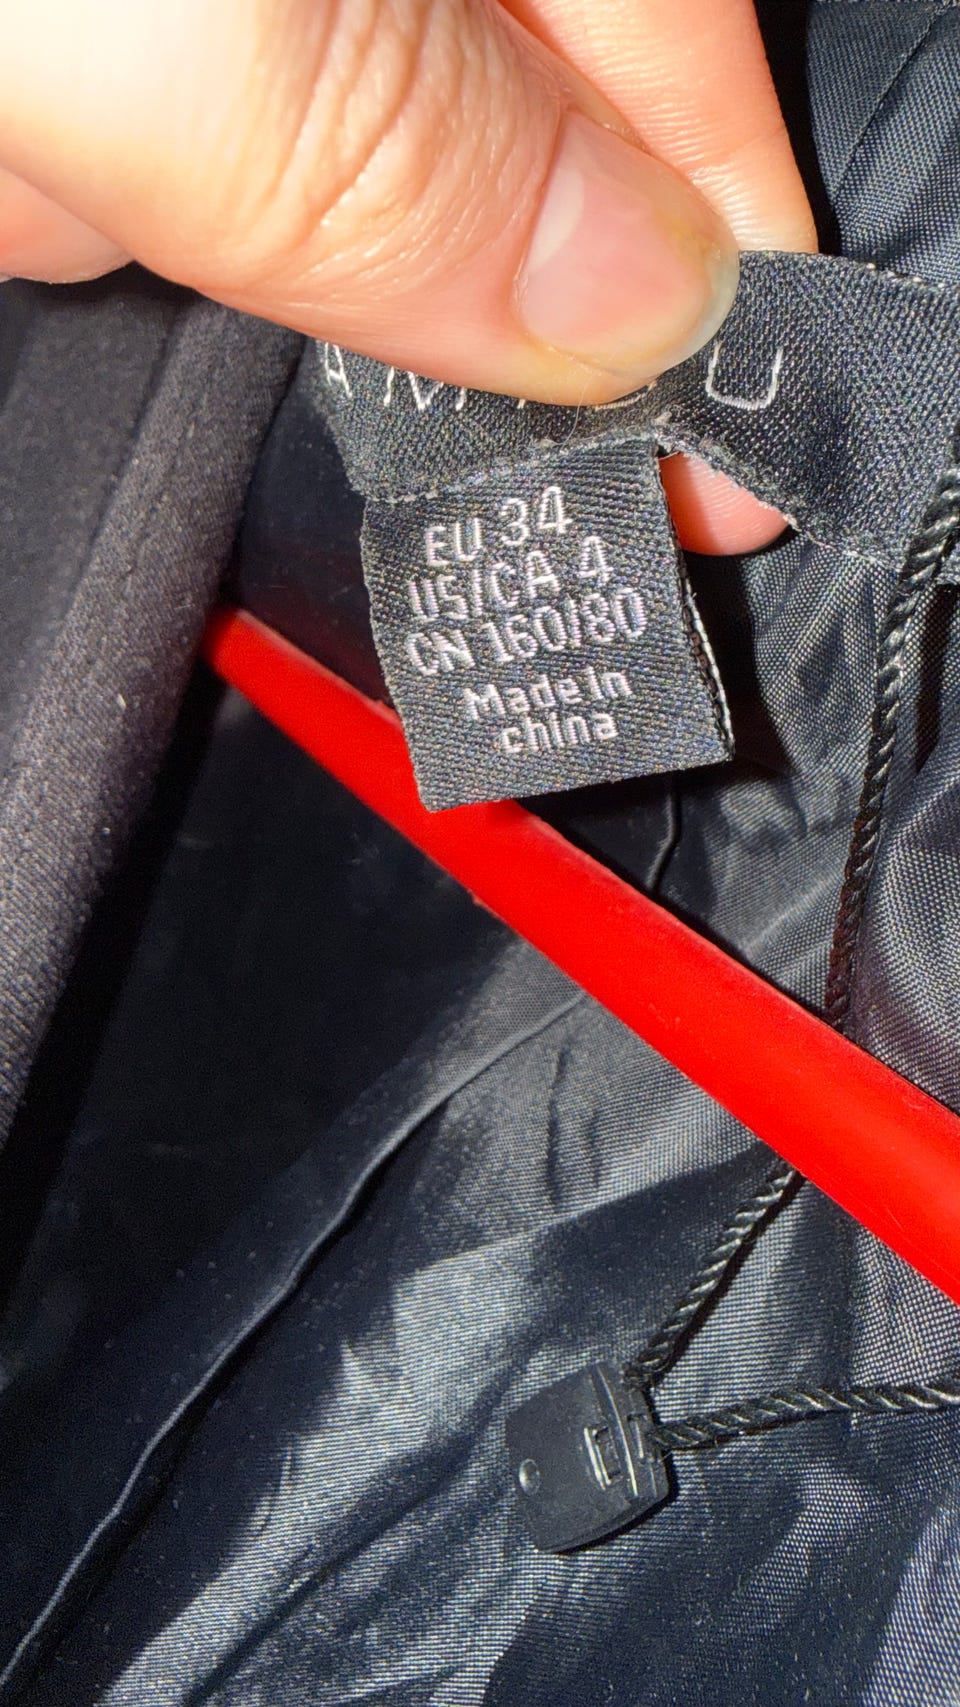 EU 34
US/CA 4
CN 160/80
Made in
china